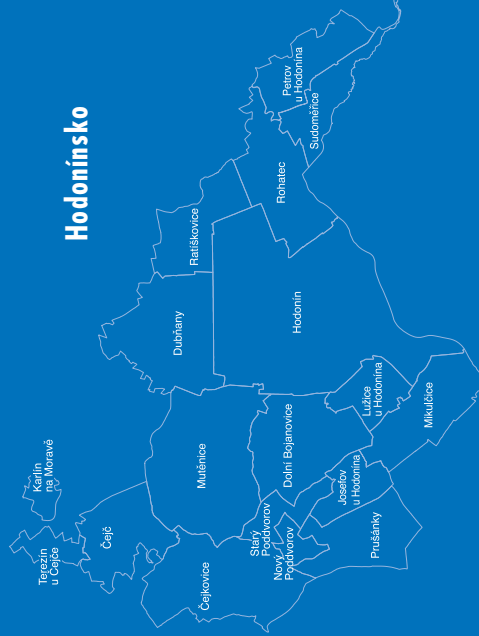 Hodonínsko
Terezín
u Čejče
Karlín
na Moravě
Čejč
Dubňany
Ratíškovice
Čejkovice
Mutěnice
Starý
Poddvorov
Nový
Poddvorov
Dolní Bojanovice
Hodonín
Rohatec
Petrov
u Hodonína
Sudoměřice
Josefov
u Hodonína
Lužice
u Hodonína
Prušánky
Mikulčice